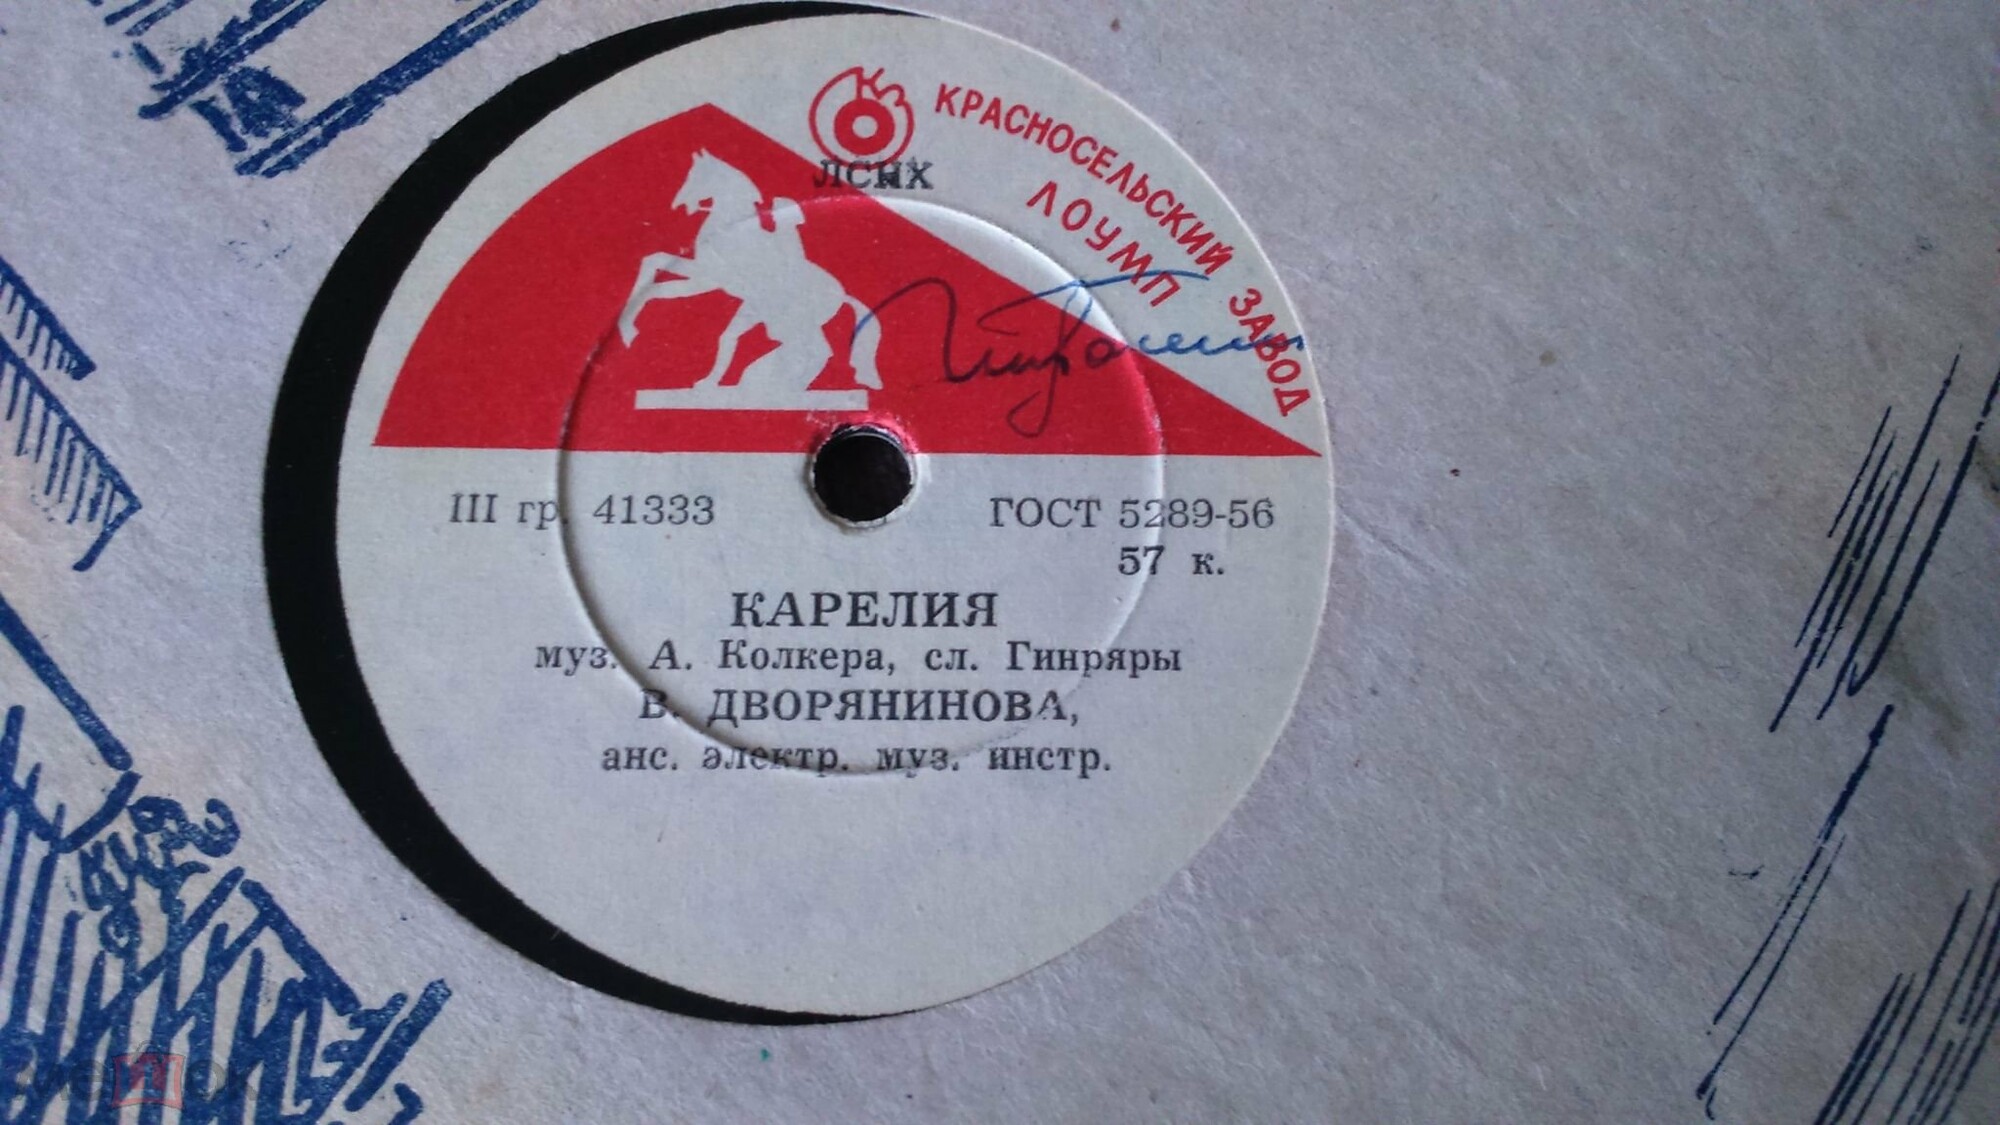 КРАСНОСЕЛЬСКИЙ ЗАВОД
ЛОУМП
ЛСНХ
III гр. 41333
ГОСТ 5289-56
57 к.
КАРЕЛИЯ
муз. А. Колкера, сл. Гинряры
В. ДВОРЯНИНОВА,
анс. электр. муз. инстр.